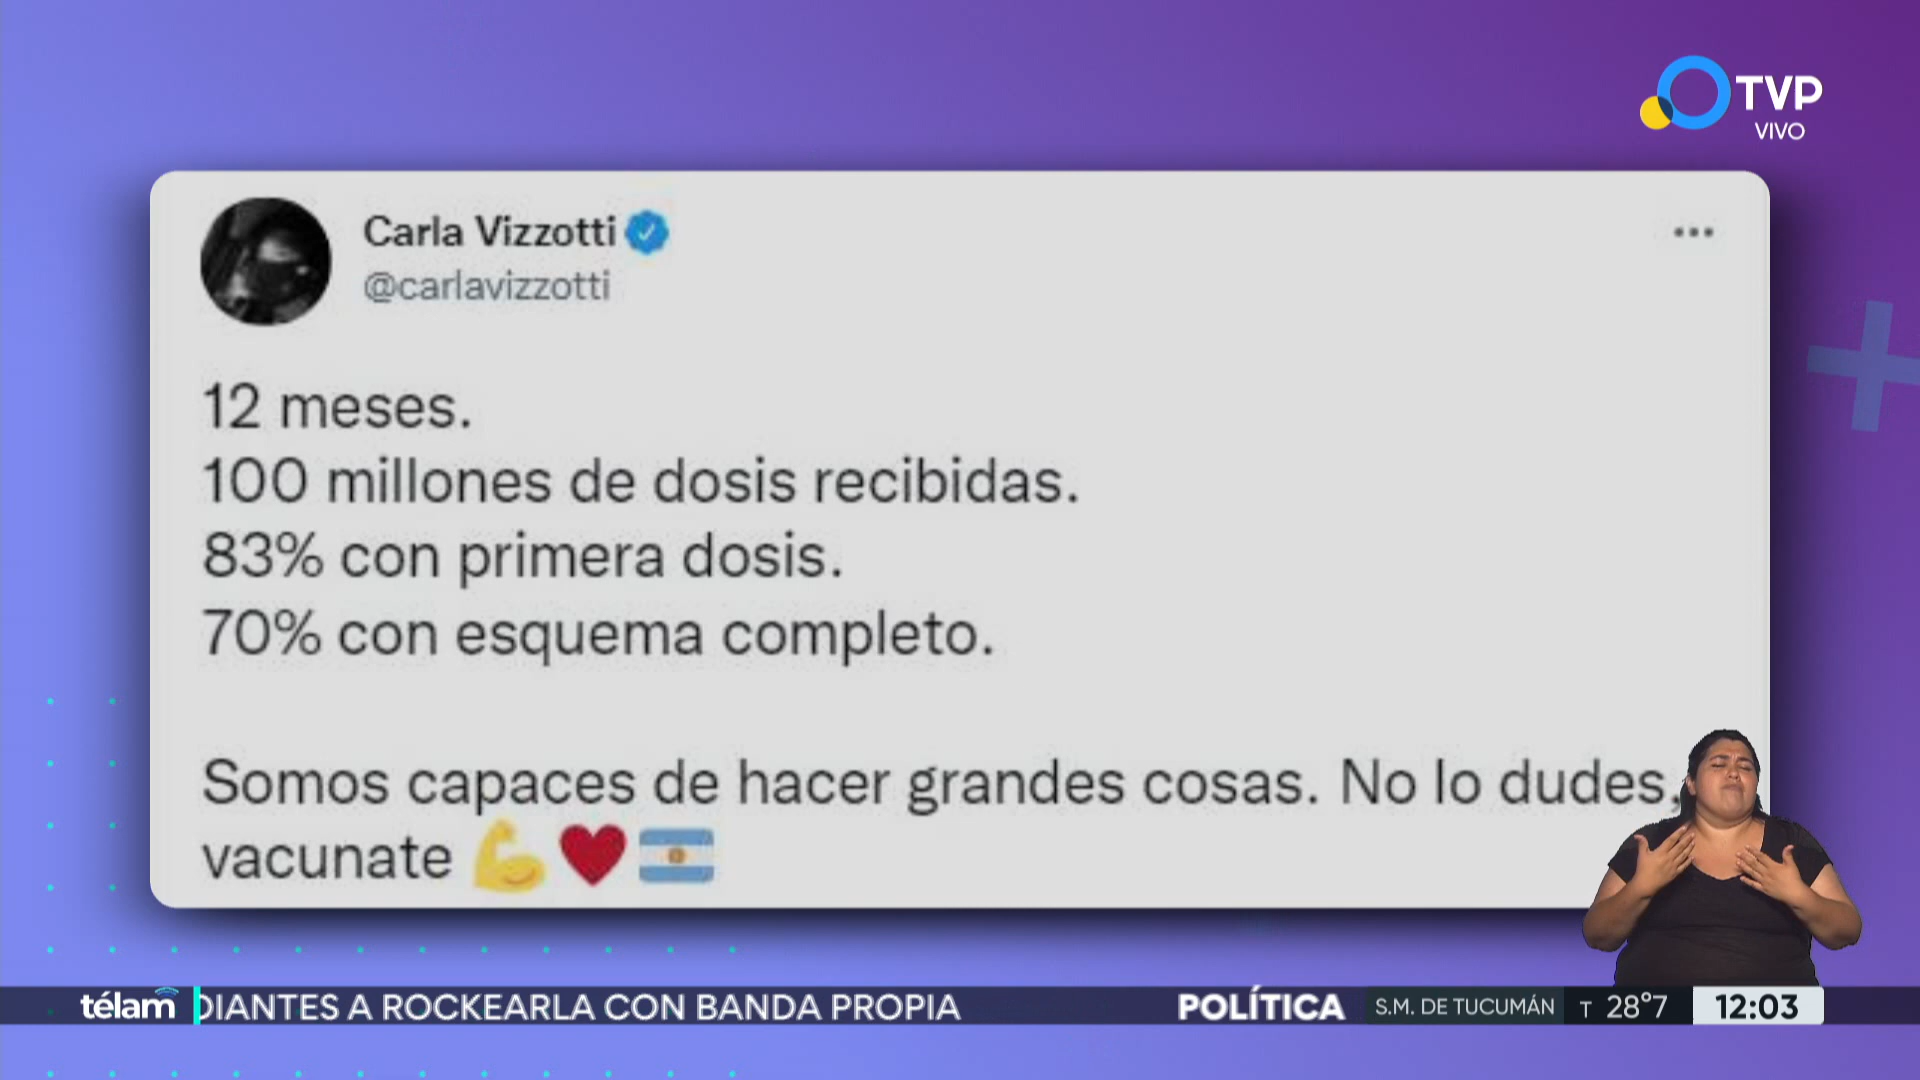 TVP
VIVO
Carla Vizzotti
@carlavizzotti
12 meses.
100 millones de dosis recibidas.
83% con primera dosis.
70% con esquema completo.
Somos capaces de hacer grandes cosas. No lo dudes,
vacunate 💪❤️🇦🇷
télam DIANTES A ROCKEARLA CON BANDA PROPIA POLÍTICA S.M. DE TUCUMÁN T 28°7 12:03